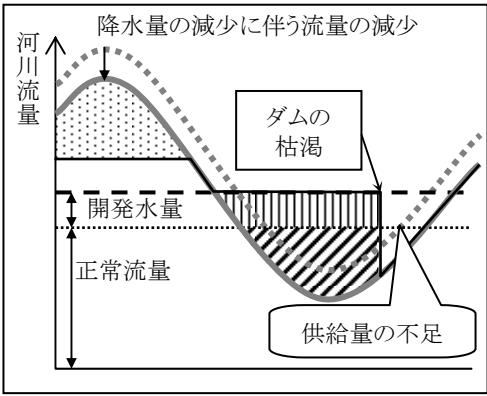 降水量の減少に伴う流量の減少
河川流量
ダムの
枯渇
開発水量
正常流量
供給量の不足